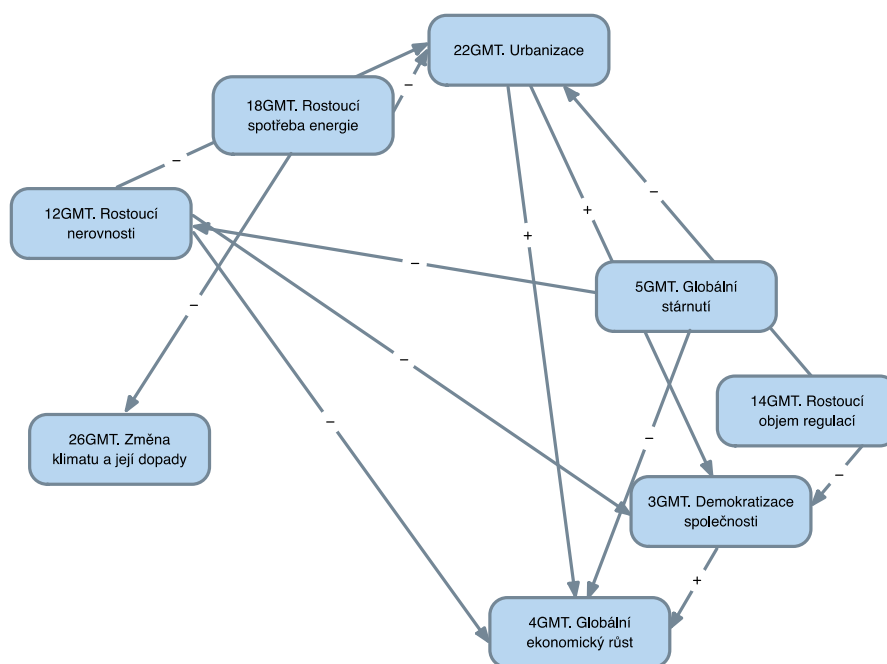 22GMT. Urbanizace
–
18GMT. Rostoucí
spotřeba energie
–
12GMT. Rostoucí
nerovnosti
–
+
+
–
5GMT. Globální
stárnutí
–
–
14GMT. Rostoucí
objem regulací
–
26GMT. Změna
klimatu a její dopady
–
–
–
3GMT. Demokratizace
společnosti
+
4GMT. Globální
ekonomický růst